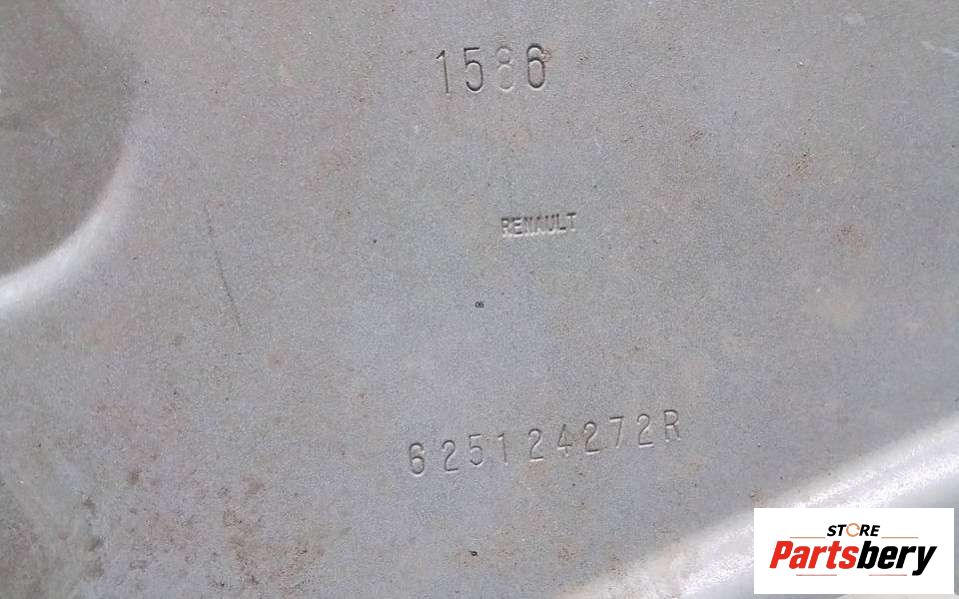 1586
RENAULT
625124272R
STORE
Partsbery